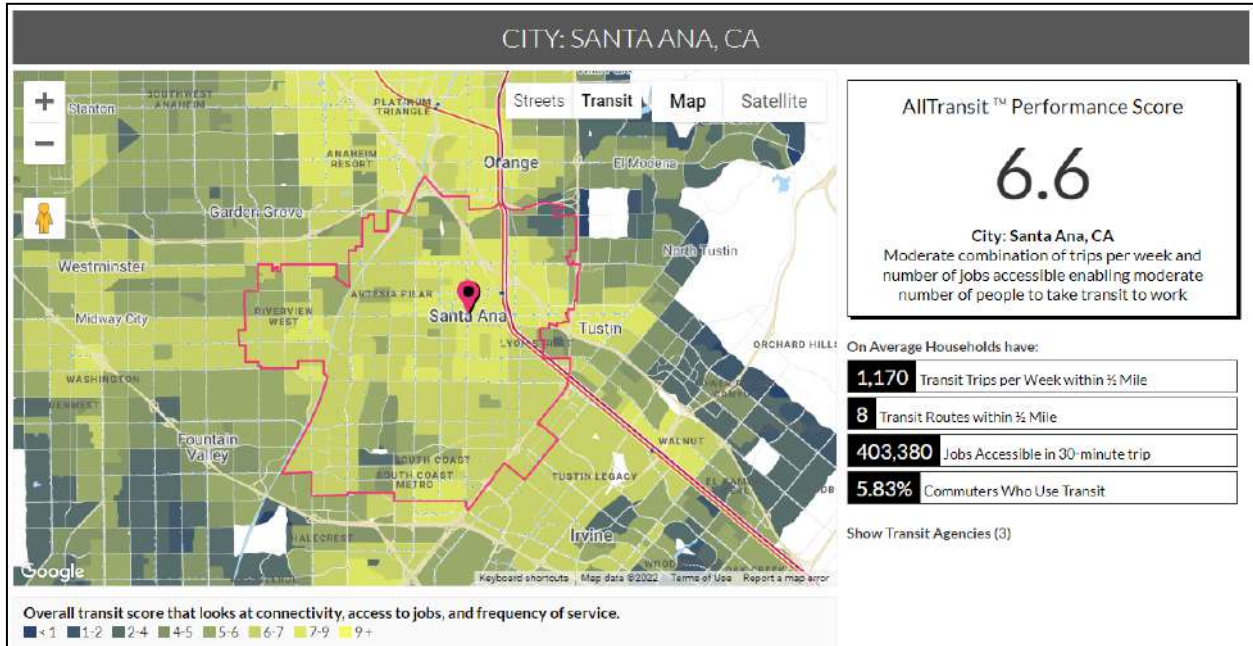 CITY: SANTA ANA, CA
Stanton
SOUTHWEST
ANAHEIM
PLATINUM
TRIANGLE
Streets Transit
Map Satellite
+
−
ANAHEIM
RESORT
Orange
El Modena
Garden Grove
North Tustin
Westminster
ARTESIA PILAR
RIVERVIEW
WEST
Midway City
Santa Ana
Tustin
ORCHARD HILLS
WASHINGTON
Fountain
Valley
WALNUT
SOUTH COAST
SOUTH COAST
METRO
TUSTIN LEGACY
Irvine
HALECREST
Google
Keyboard shortcuts Map data ©2022 Terms of Use Report a map error
Overall transit score that looks at connectivity, access to jobs, and frequency of service.
< 1 1-2 2-4 4-5 5-6 6-7 7-9 9+
AllTransit ™ Performance Score
6.6
City: Santa Ana, CA
Moderate combination of trips per week and
number of jobs accessible enabling moderate
number of people to take transit to work
On Average Households have:
1,170 Transit Trips per Week within ½ Mile
8 Transit Routes within ½ Mile
403,380 Jobs Accessible in 30-minute trip
5.83% Commuters Who Use Transit
Show Transit Agencies (3)